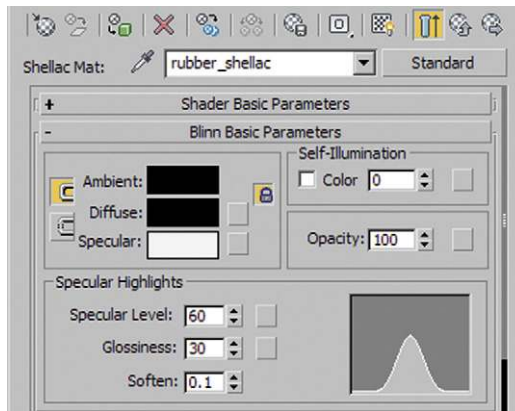 Shellac Mat: rubber_shellac Standard
+ Shader Basic Parameters
- Blinn Basic Parameters
Self-Illumination
Ambient:
Color 0
Diffuse:
Specular:
Opacity: 100
Specular Highlights
Specular Level: 60
Glossiness: 30
Soften: 0.1